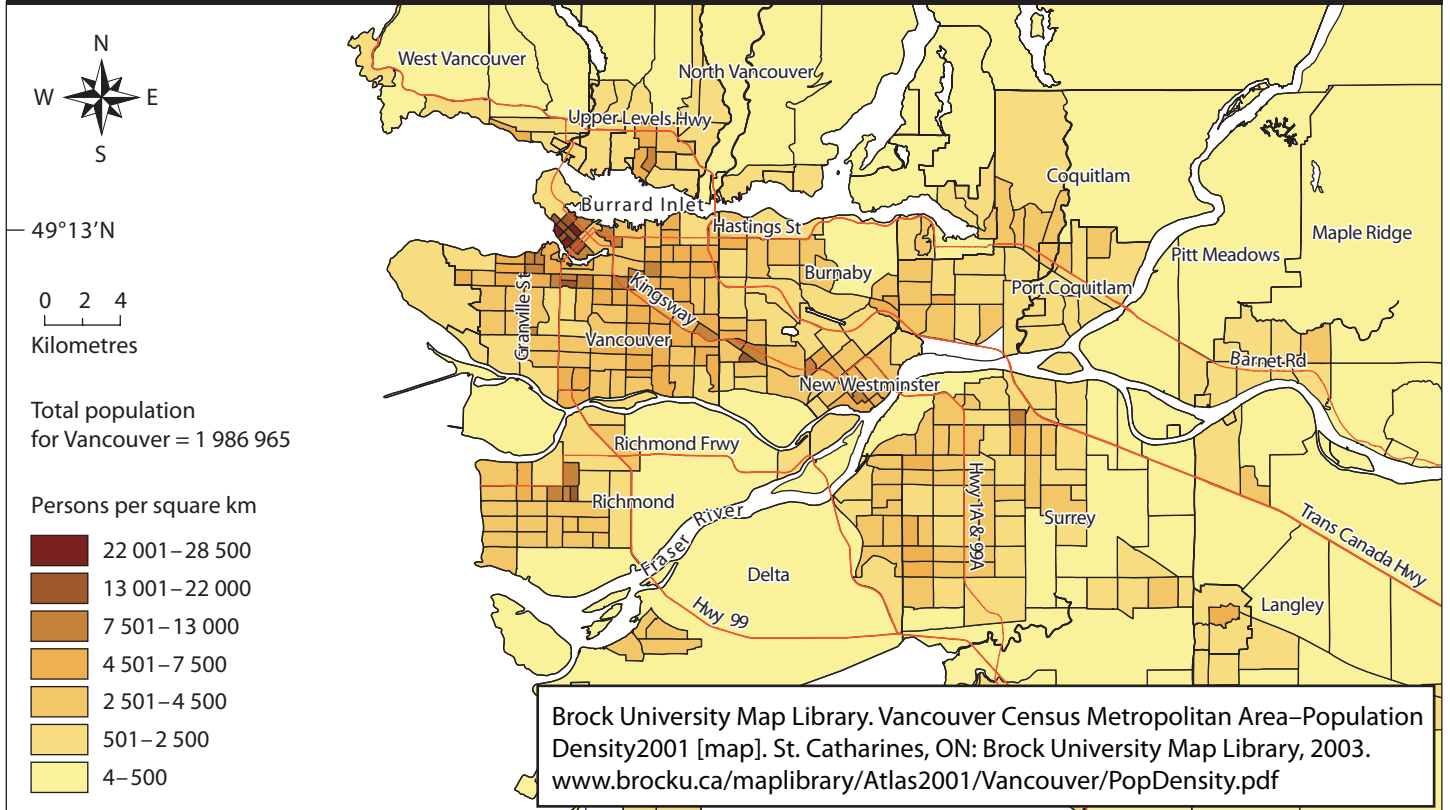 N
W E
S
49°13′N
0 2 4
Kilometres
Total population
for Vancouver = 1 986 965
Persons per square km
22 001–28 500
13 001–22 000
7 501–13 000
4 501–7 500
2 501–4 500
501–2 500
4–500
West Vancouver
North Vancouver
Upper Levels Hwy
Burrard Inlet
Hastings St
Coquitlam
Maple Ridge
Pitt Meadows
Burnaby
Port Coquitlam
Granville St
Kingsway
Vancouver
Barnet Rd
New Westminster
Richmond Frwy
Richmond
Fraser River
Hwy 1A & 99A
Surrey
Trans Canada Hwy
Delta
Hwy 99
Langley
Brock University Map Library. Vancouver Census Metropolitan Area–Population
Density2001 [map]. St. Catharines, ON: Brock University Map Library, 2003.
www.brocku.ca/maplibrary/Atlas2001/Vancouver/PopDensity.pdf